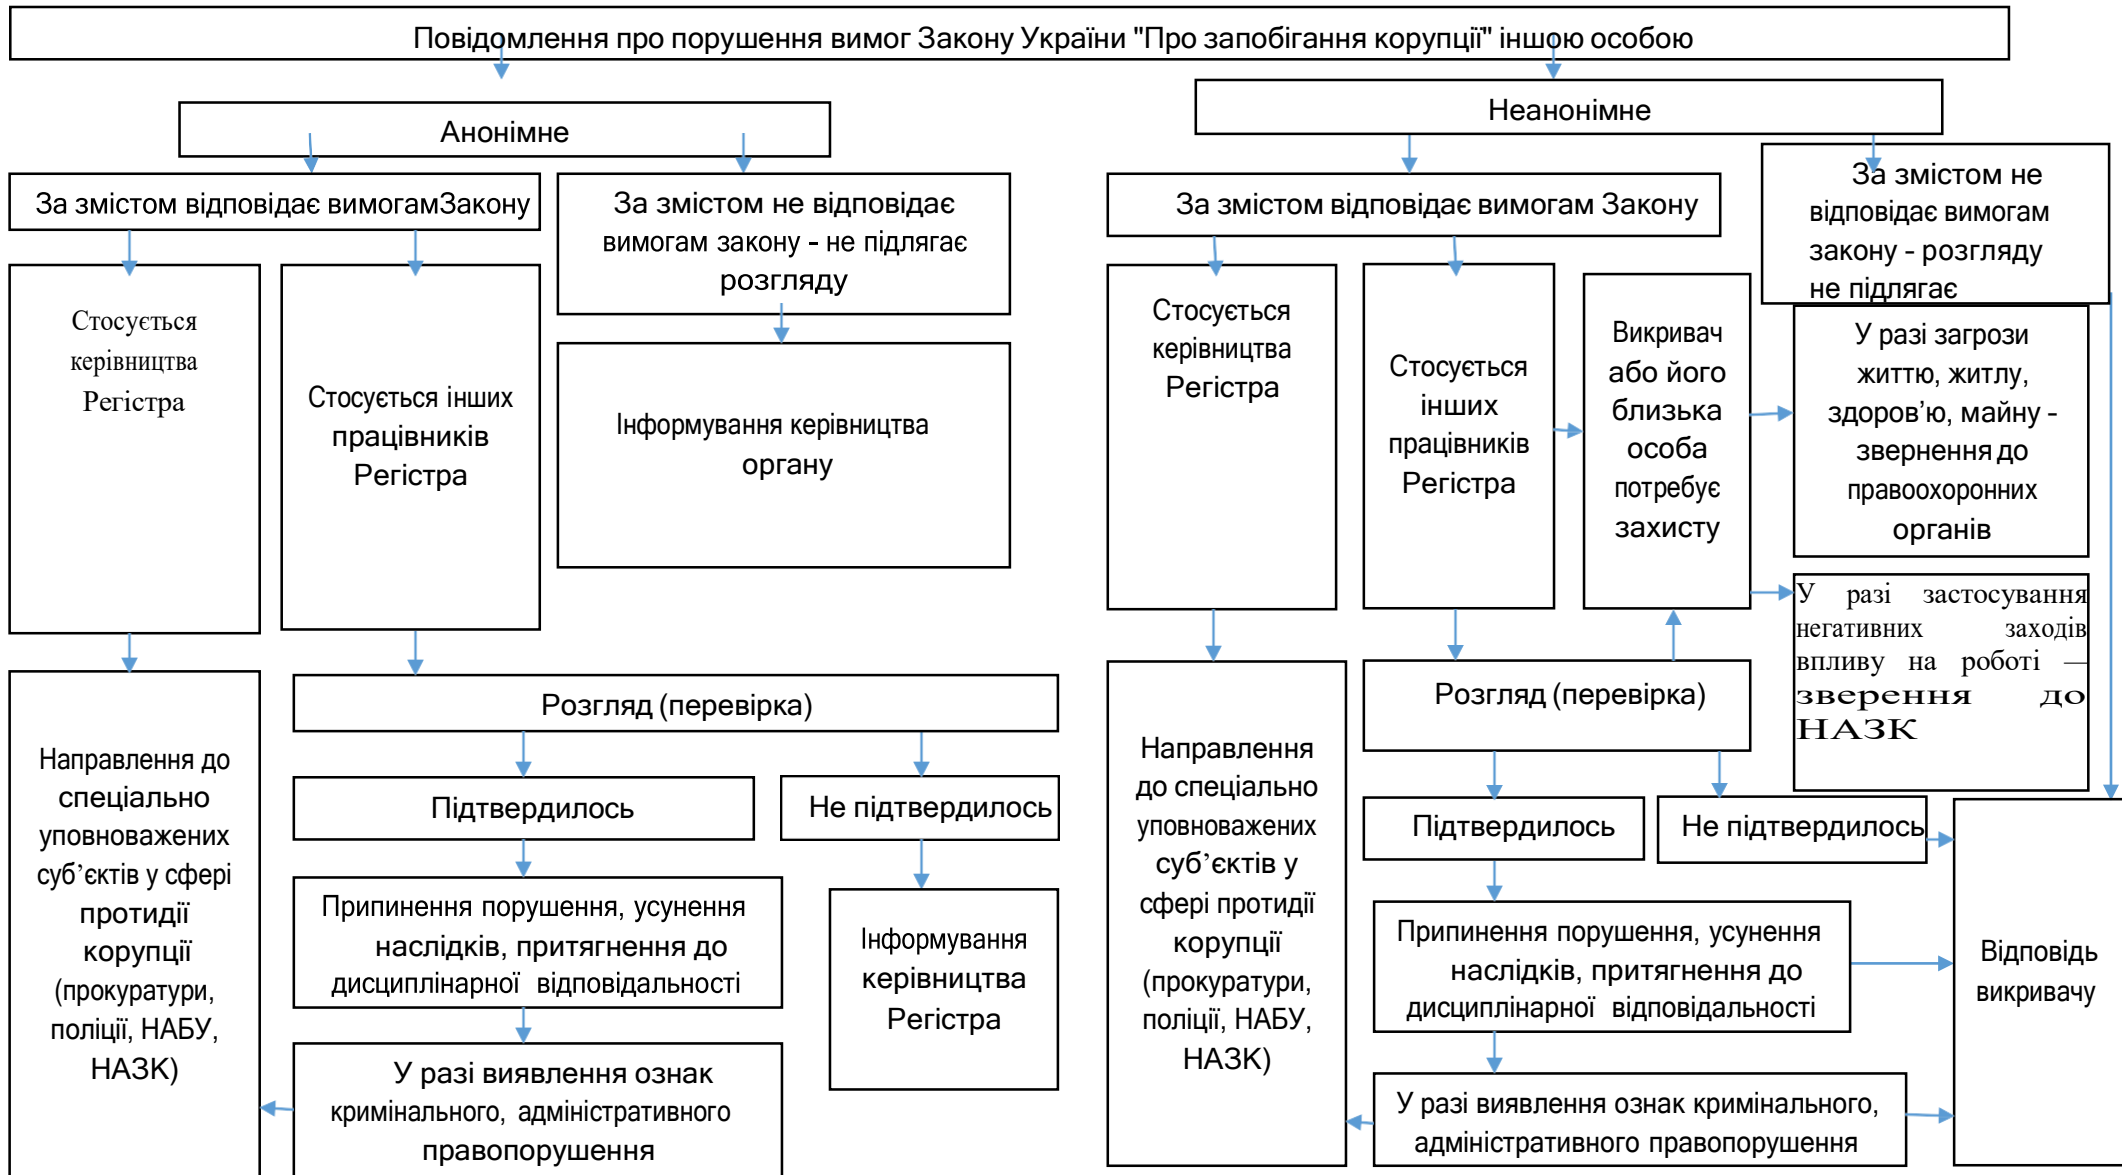 Повідомлення про порушення вимог Закону України "Про запобігання корупції" іншою особою
Анонімне
Неанонімне
За змістом відповідає вимогамЗакону
За змістом не відповідає
вимогам закону - не підлягає
розгляду
За змістом відповідає вимогам Закону
За змістом не
відповідає вимогам
закону - розгляду
не підлягає
Стосується
керівництва
Регістра
Стосується інших
працівників
Регістра
Інформування керівництва
органу
Стосується
керівництва
Регістра
Стосується
інших
працівників
Регістра
Викривач
або його
близька
особа
потребує
захисту
У разі загрози
життю, житлу,
здоров’ю, майну -
звернення до
правоохоронних
органів
У разі застосування
негативних заходів
впливу на роботі —
зверення до
НАЗК
Направлення до
спеціально
уповноважених
суб’єктів у сфері
протидії
корупції
(прокуратури,
поліції, НАБУ,
НАЗК)
Розгляд (перевірка)
Підтвердилось
Не підтвердилось
Припинення порушення, усунення
наслідків, притягнення до
дисциплінарної відповідальності
Інформування
керівництва
Регістра
У разі виявлення ознак
кримінального, адміністративного
правопорушення
Направлення
до спеціально
уповноважених
суб’єктів у
сфері протидії
корупції
(прокуратури,
поліції, НАБУ,
НАЗК)
Розгляд (перевірка)
Підтвердилось
Не підтвердилось
Припинення порушення, усунення
наслідків, притягнення до
дисциплінарної відповідальності
У разі виявлення ознак кримінального,
адміністративного правопорушення
Відповідь
викривачу